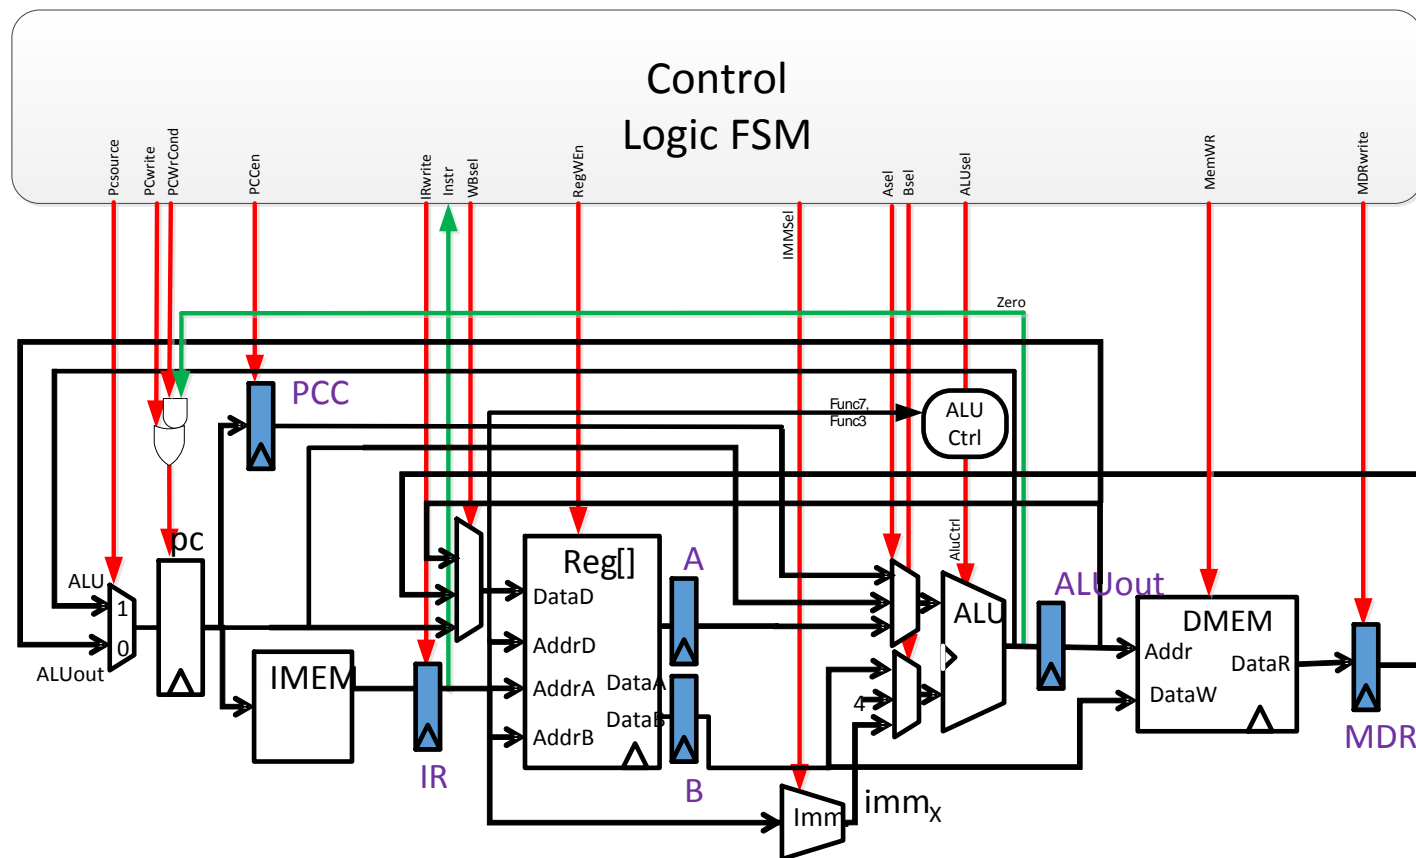 Control
Logic FSM
Pcsource
PCwrite
PCWrCond
PCCen
IRwrite
Instr
WBsel
RegWEn
IMMSel
Asel
Bsel
ALUsel
MemWR
MDRwrite
Zero
PCC
Func7,
Func3
ALU
Ctrl
AluCtrl
pc
ALU
1
0
ALUout
IMEM
IR
Reg[]
DataD
AddrD
AddrA
AddrB
DataA
DataB
A
B
4
ALU
ALUout
Imm
immX
DMEM
Addr
DataR
DataW
MDR